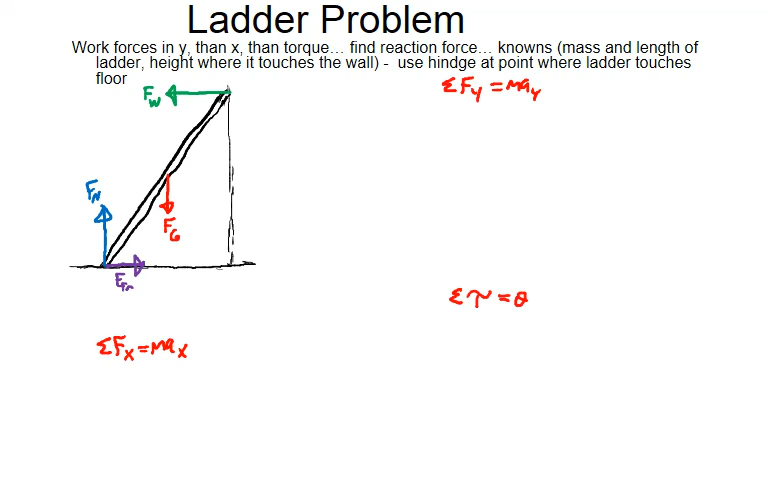 Ladder Problem
Work forces in y, than x, than torque... find reaction force... knowns (mass and length of
ladder, height where it touches the wall) - use hindge at point where ladder touches
floor
F_W
ΣF_y = ma_y
F_N
F_G
F_Fr
Στ = 0
ΣF_x = ma_x